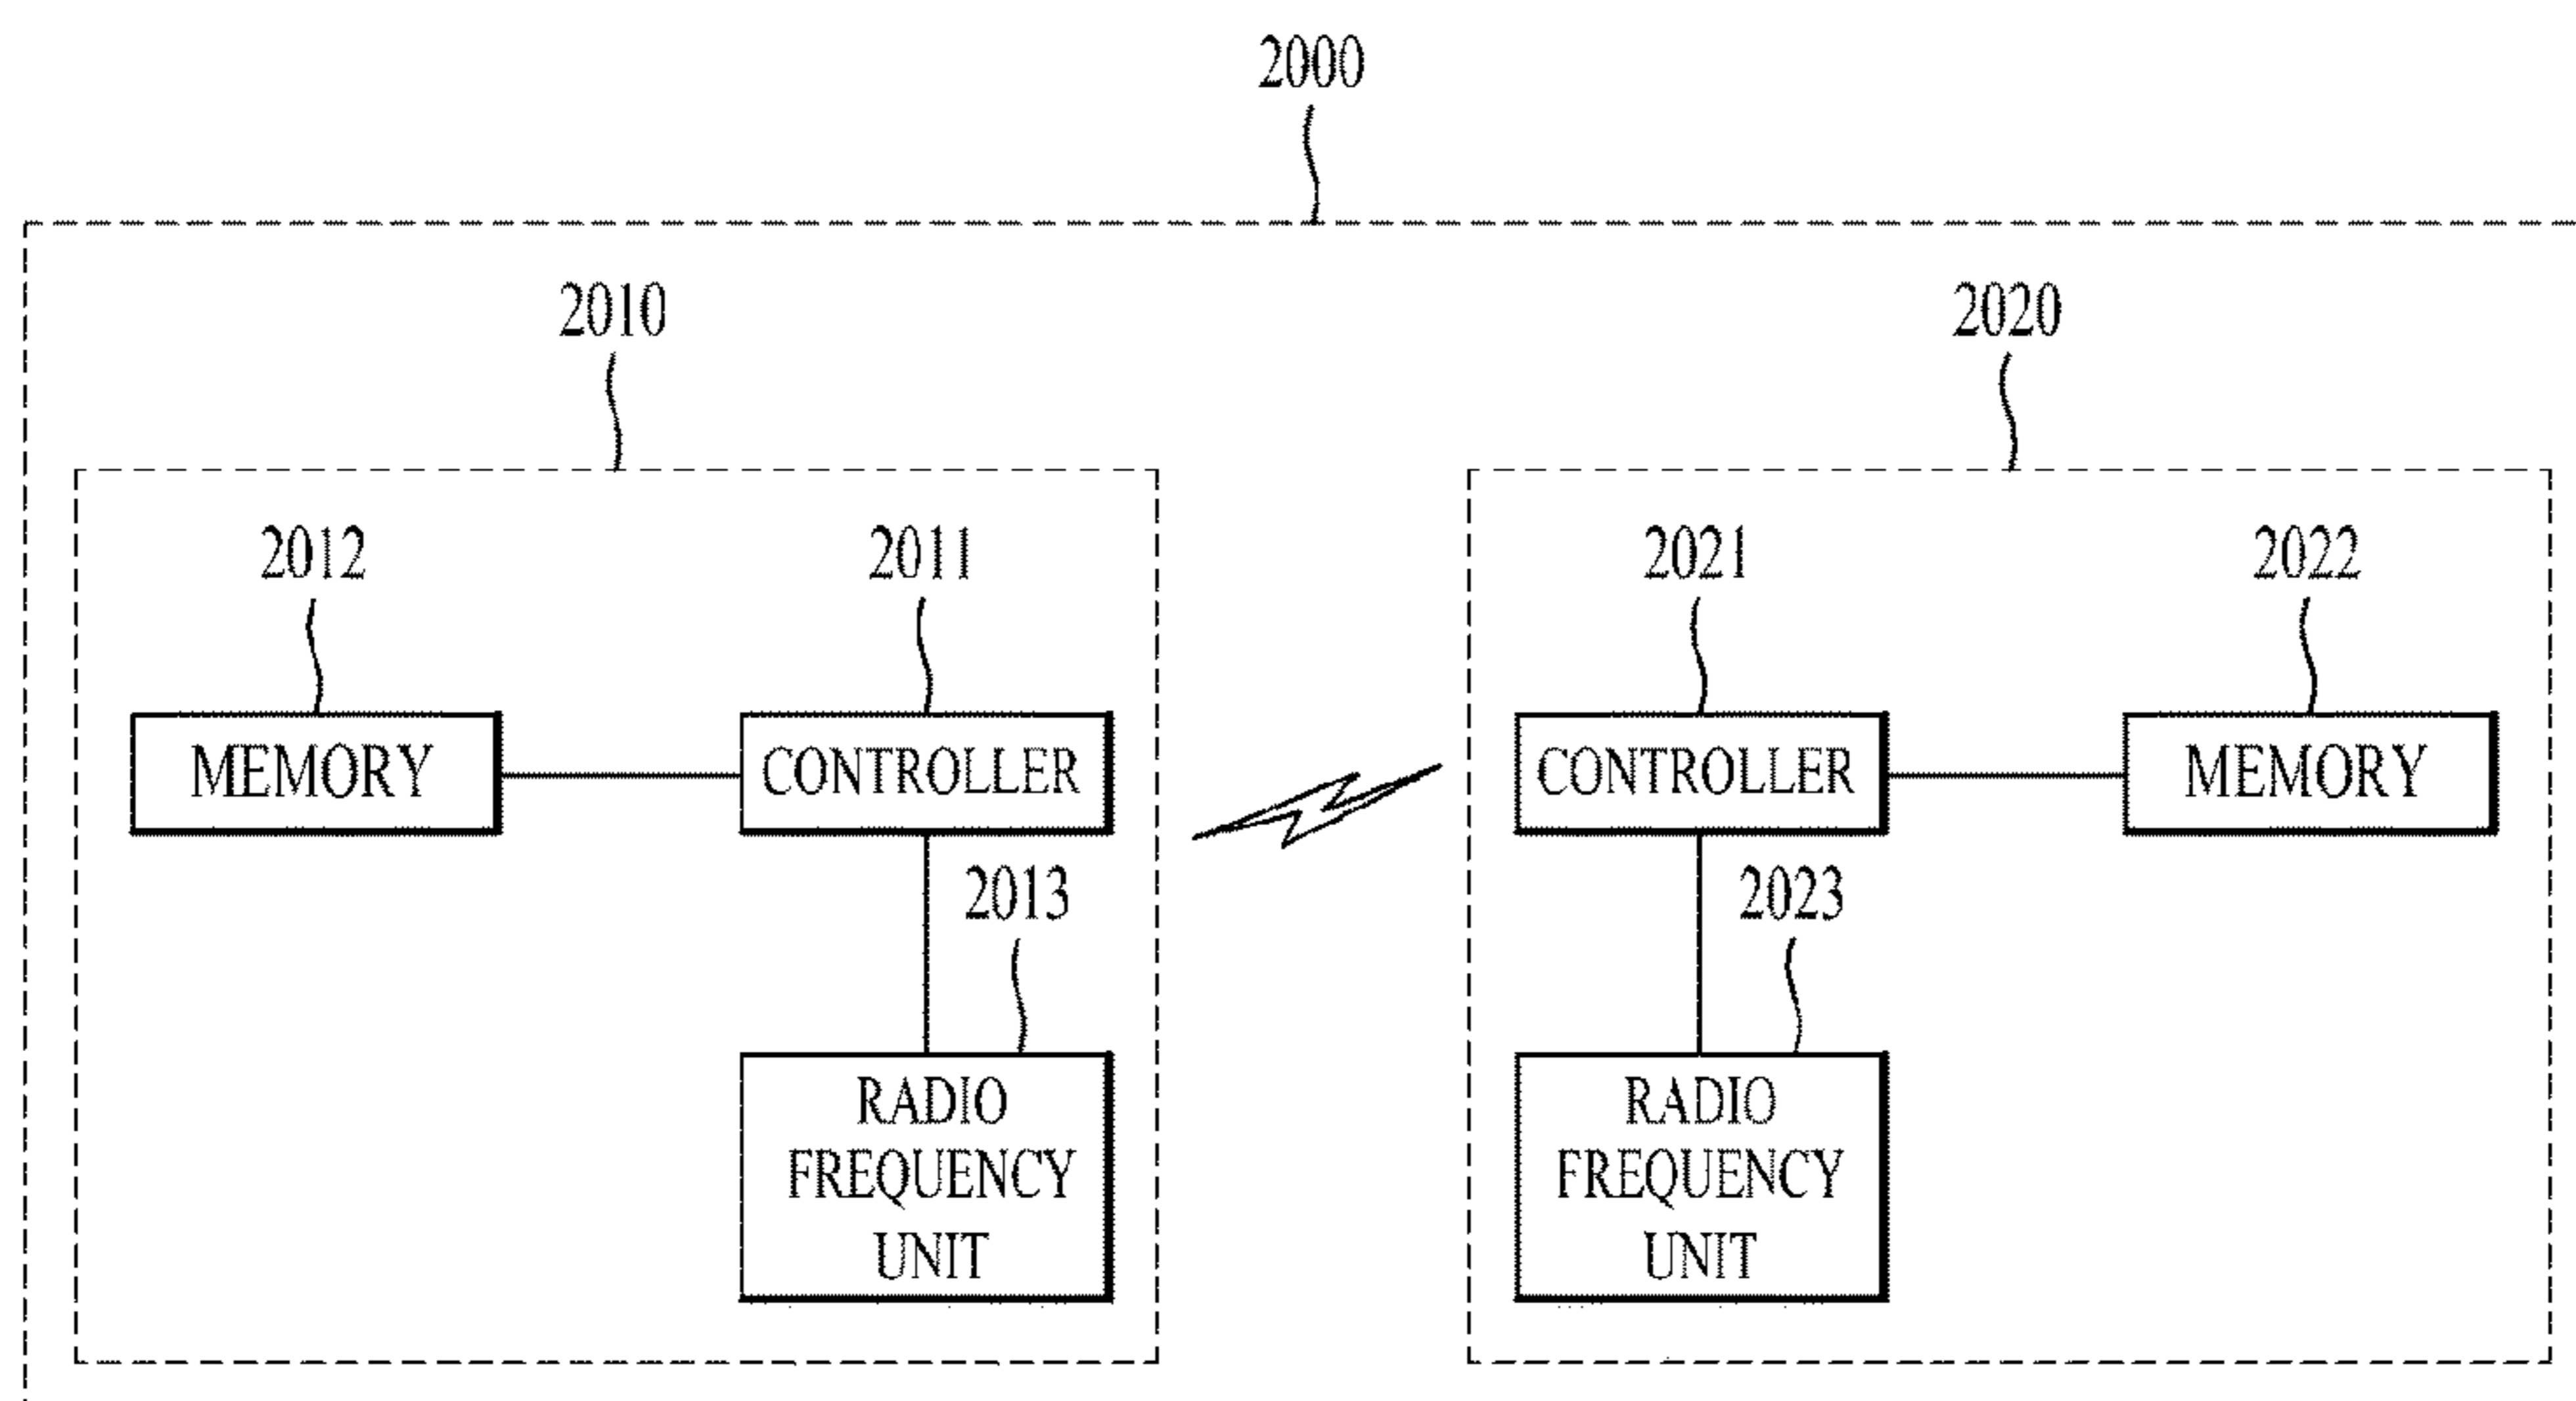 2000
2010
2020
2012
2011
2021
2022
MEMORY
CONTROLLER
CONTROLLER
MEMORY
2013
2023
RADIO
FREQUENCY
UNIT
RADIO
FREQUENCY
UNIT